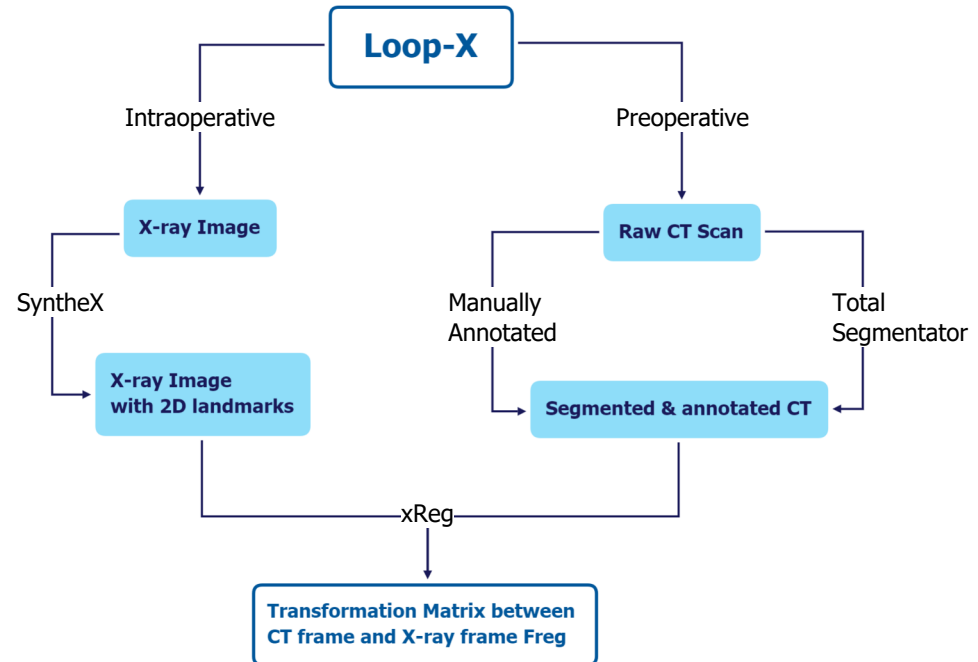 Loop-X
Intraoperative
Preoperative
X-ray Image
Raw CT Scan
SyntheX
Manually
Annotated
Total
Segmentator
X-ray Image
with 2D landmarks
Segmented & annotated CT
xReg
Transformation Matrix between
CT frame and X-ray frame Freg